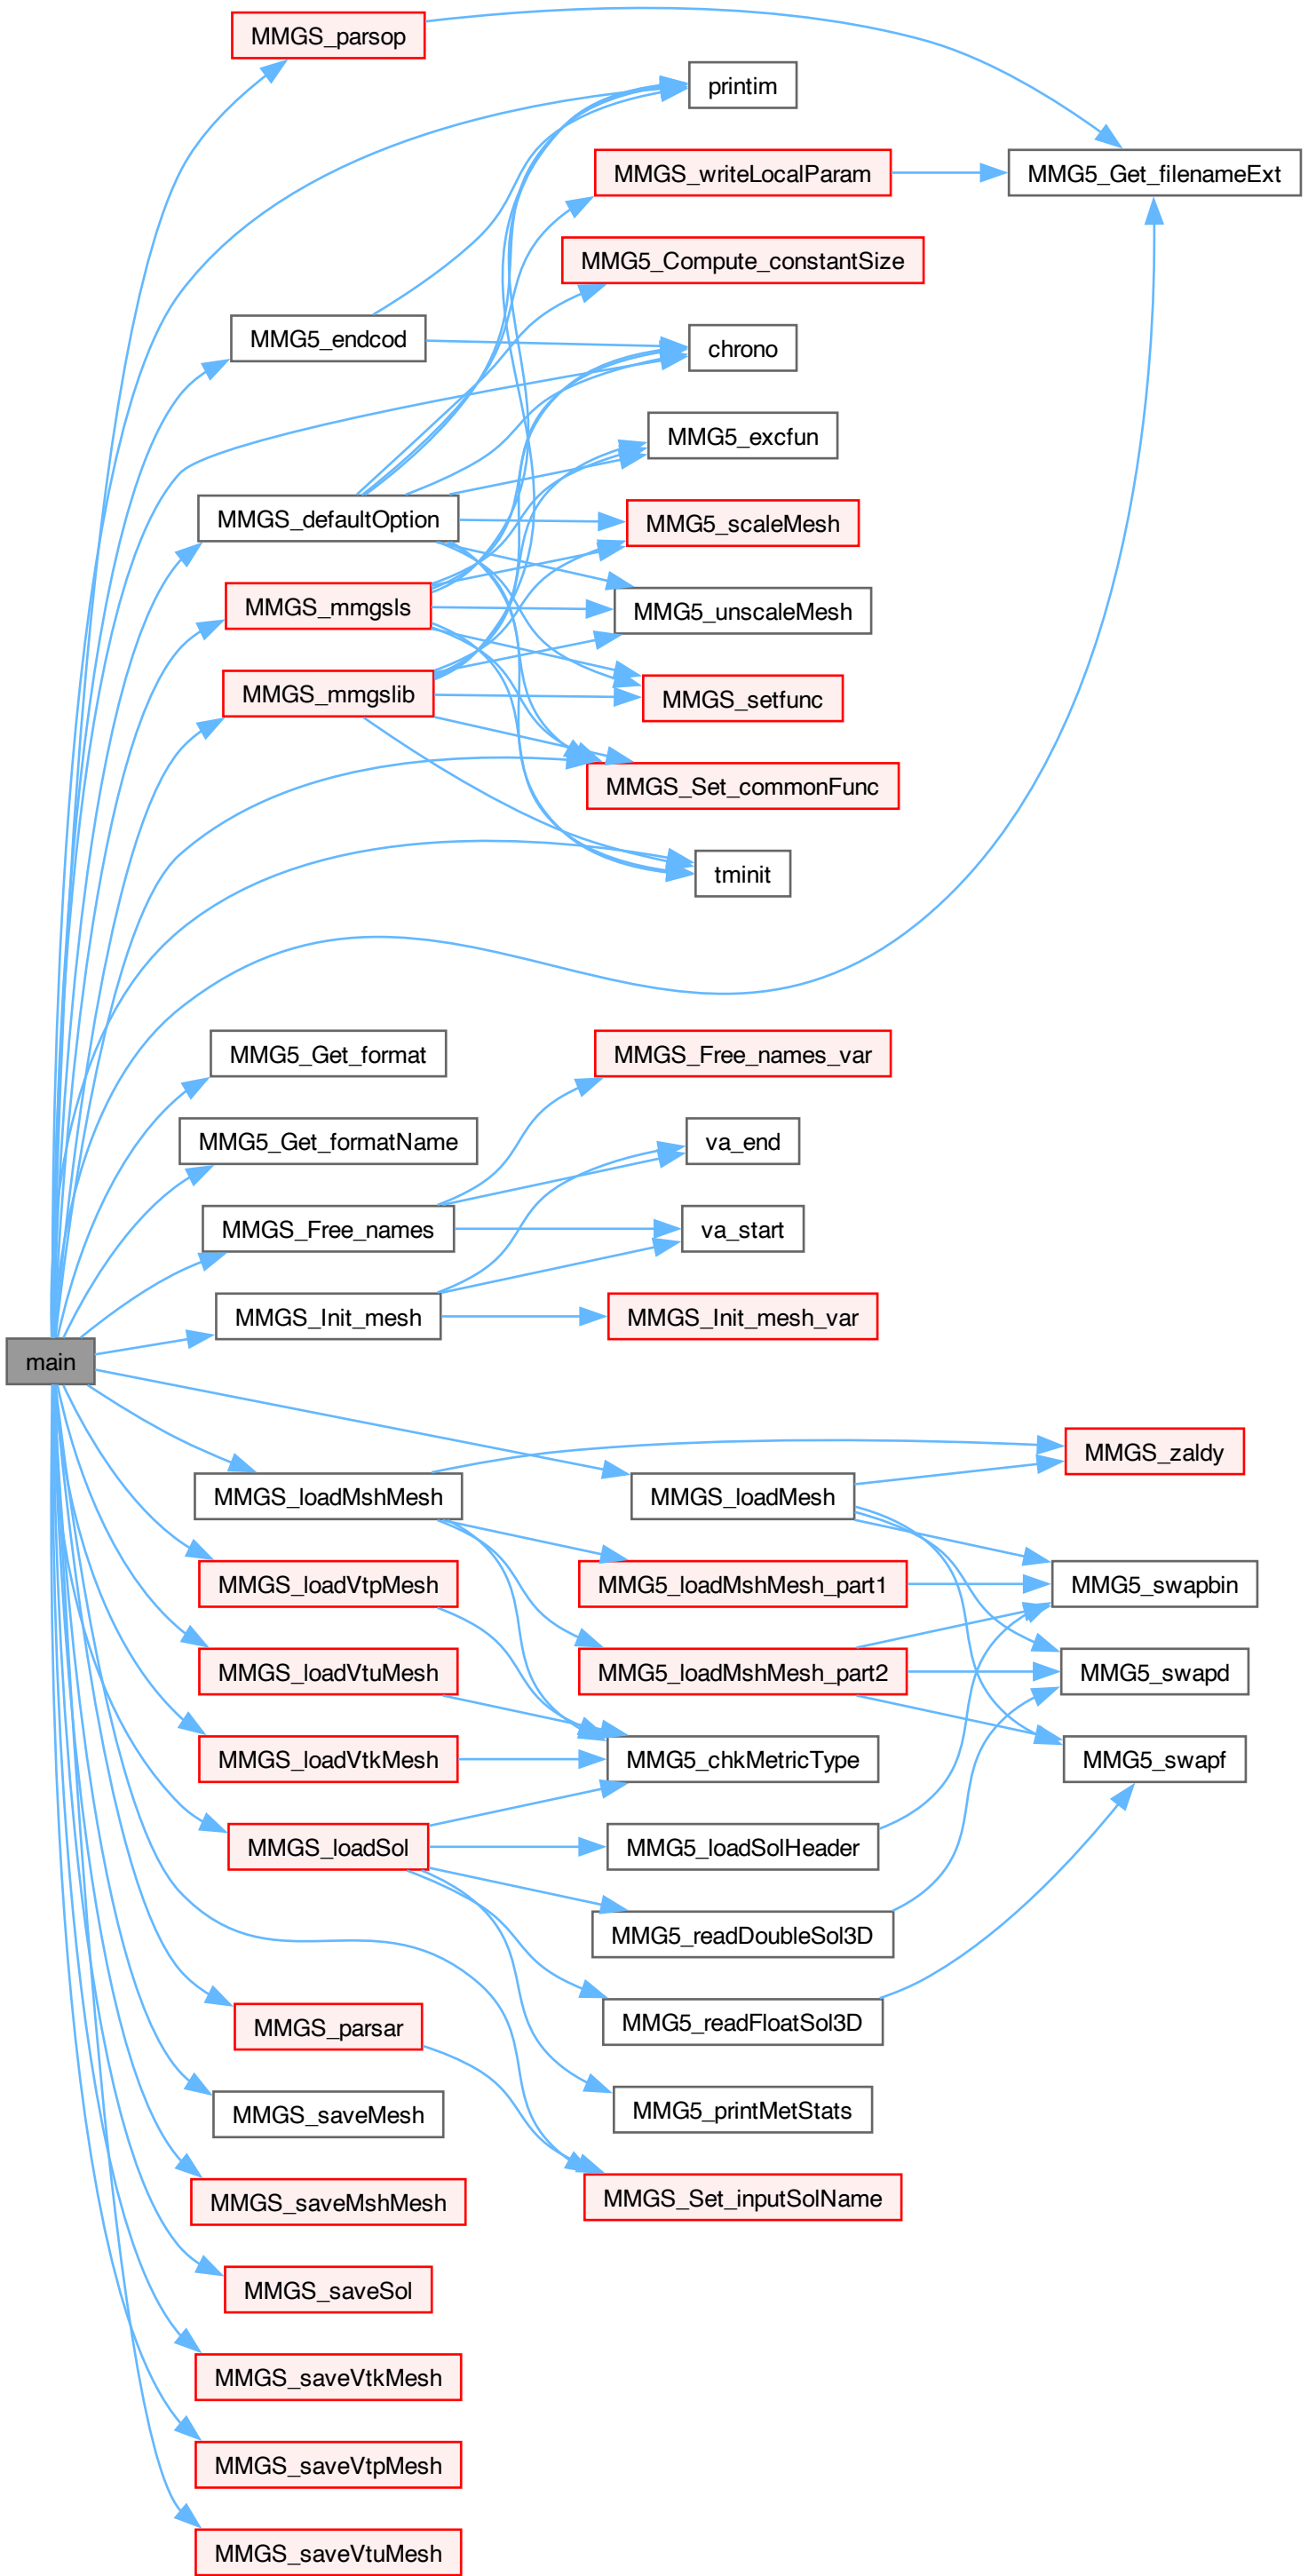 MMGS_parsop
printim
MMGS_writeLocalParam
MMG5_Get_filenameExt
MMG5_Compute_constantSize
MMG5_endcod
chrono
MMG5_excfun
MMGS_defaultOption
MMG5_scaleMesh
MMGS_mmgsls
MMG5_unscaleMesh
MMGS_mmgslib
MMGS_setfunc
MMGS_Set_commonFunc
tminit
MMG5_Get_format
MMGS_Free_names_var
MMG5_Get_formatName
va_end
MMGS_Free_names
va_start
MMGS_Init_mesh
MMGS_Init_mesh_var
main
MMGS_zaldy
MMGS_loadMshMesh
MMGS_loadMesh
MMGS_loadVtpMesh
MMG5_loadMshMesh_part1
MMG5_swapbin
MMGS_loadVtuMesh
MMG5_loadMshMesh_part2
MMG5_swapd
MMGS_loadVtkMesh
MMG5_chkMetricType
MMG5_swapf
MMGS_loadSol
MMG5_loadSolHeader
MMG5_readDoubleSol3D
MMGS_parsar
MMG5_readFloatSol3D
MMGS_saveMesh
MMG5_printMetStats
MMGS_saveMshMesh
MMGS_Set_inputSolName
MMGS_saveSol
MMGS_saveVtkMesh
MMGS_saveVtpMesh
MMGS_saveVtuMesh